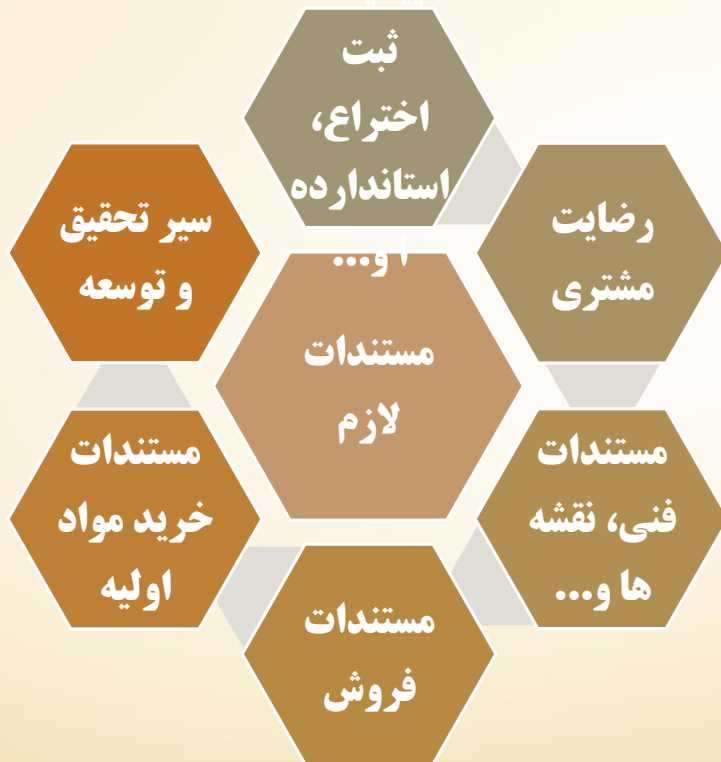 ثبت
اختراع،
استاندارده
ا و...
رضایت
مشتری
مستندات
فنی، نقشه
ها و...
مستندات
فروش
مستندات
خرید مواد
اولیه
سیر تحقیق
و توسعه
مستندات
لازم